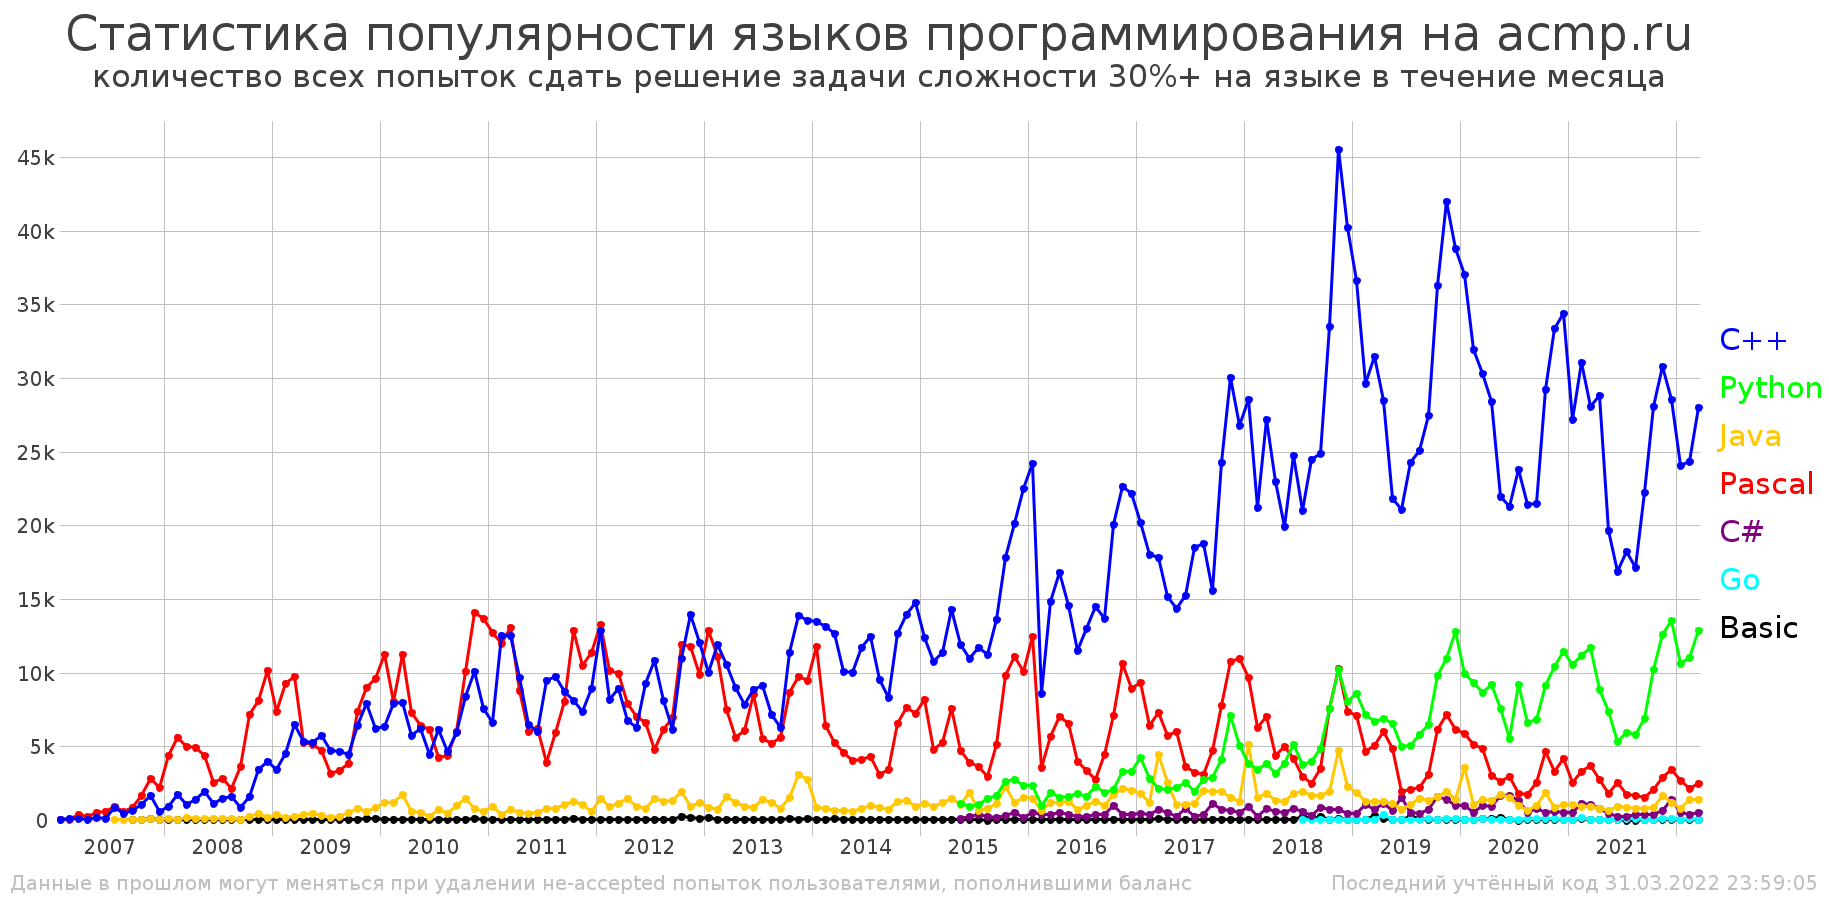 Статистика популярности языков программирования на acmp.ru
количество всех попыток сдать решение задачи сложности 30%+ на языке в течение месяца
45k
40k
35k
30k
25k
20k
15k
10k
5k
0
C++
Python
Java
Pascal
C#
Go
Basic
2007 2008 2009 2010 2011 2012 2013 2014 2015 2016 2017 2018 2019 2020 2021
Данные в прошлом могут меняться при удалении не-accepted попыток пользователями, пополнившими баланс
Последний учтённый код 31.03.2022 23:59:05